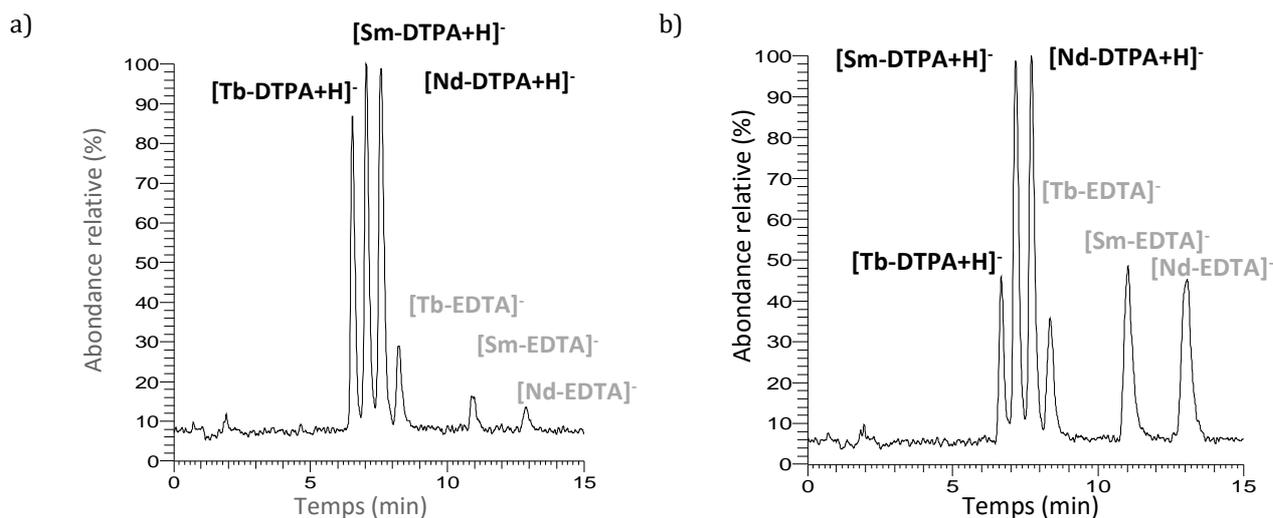 a)
[Sm-DTPA+H]-
[Tb-DTPA+H]-
[Nd-DTPA+H]-
100
90
80
70
60
50
40
30
20
10
0
Abondance relative (%)
[Tb-EDTA]-
[Sm-EDTA]-
[Nd-EDTA]-
0 5 10 15
Temps (min)
b)
[Sm-DTPA+H]-
[Nd-DTPA+H]-
100
90
80
70
60
50
40
30
20
10
0
Abondance relative (%)
[Tb-EDTA]-
[Tb-DTPA+H]-
[Sm-EDTA]-
[Nd-EDTA]-
0 5 10 15
Temps (min)